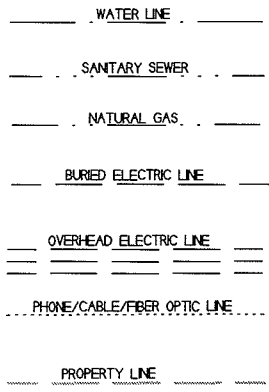 WATER LINE
SANITARY SEWER
NATURAL GAS
BURIED ELECTRIC LINE
OVERHEAD ELECTRIC LINE
PHONE/CABLE/FIBER OPTIC LINE
PROPERTY LINE